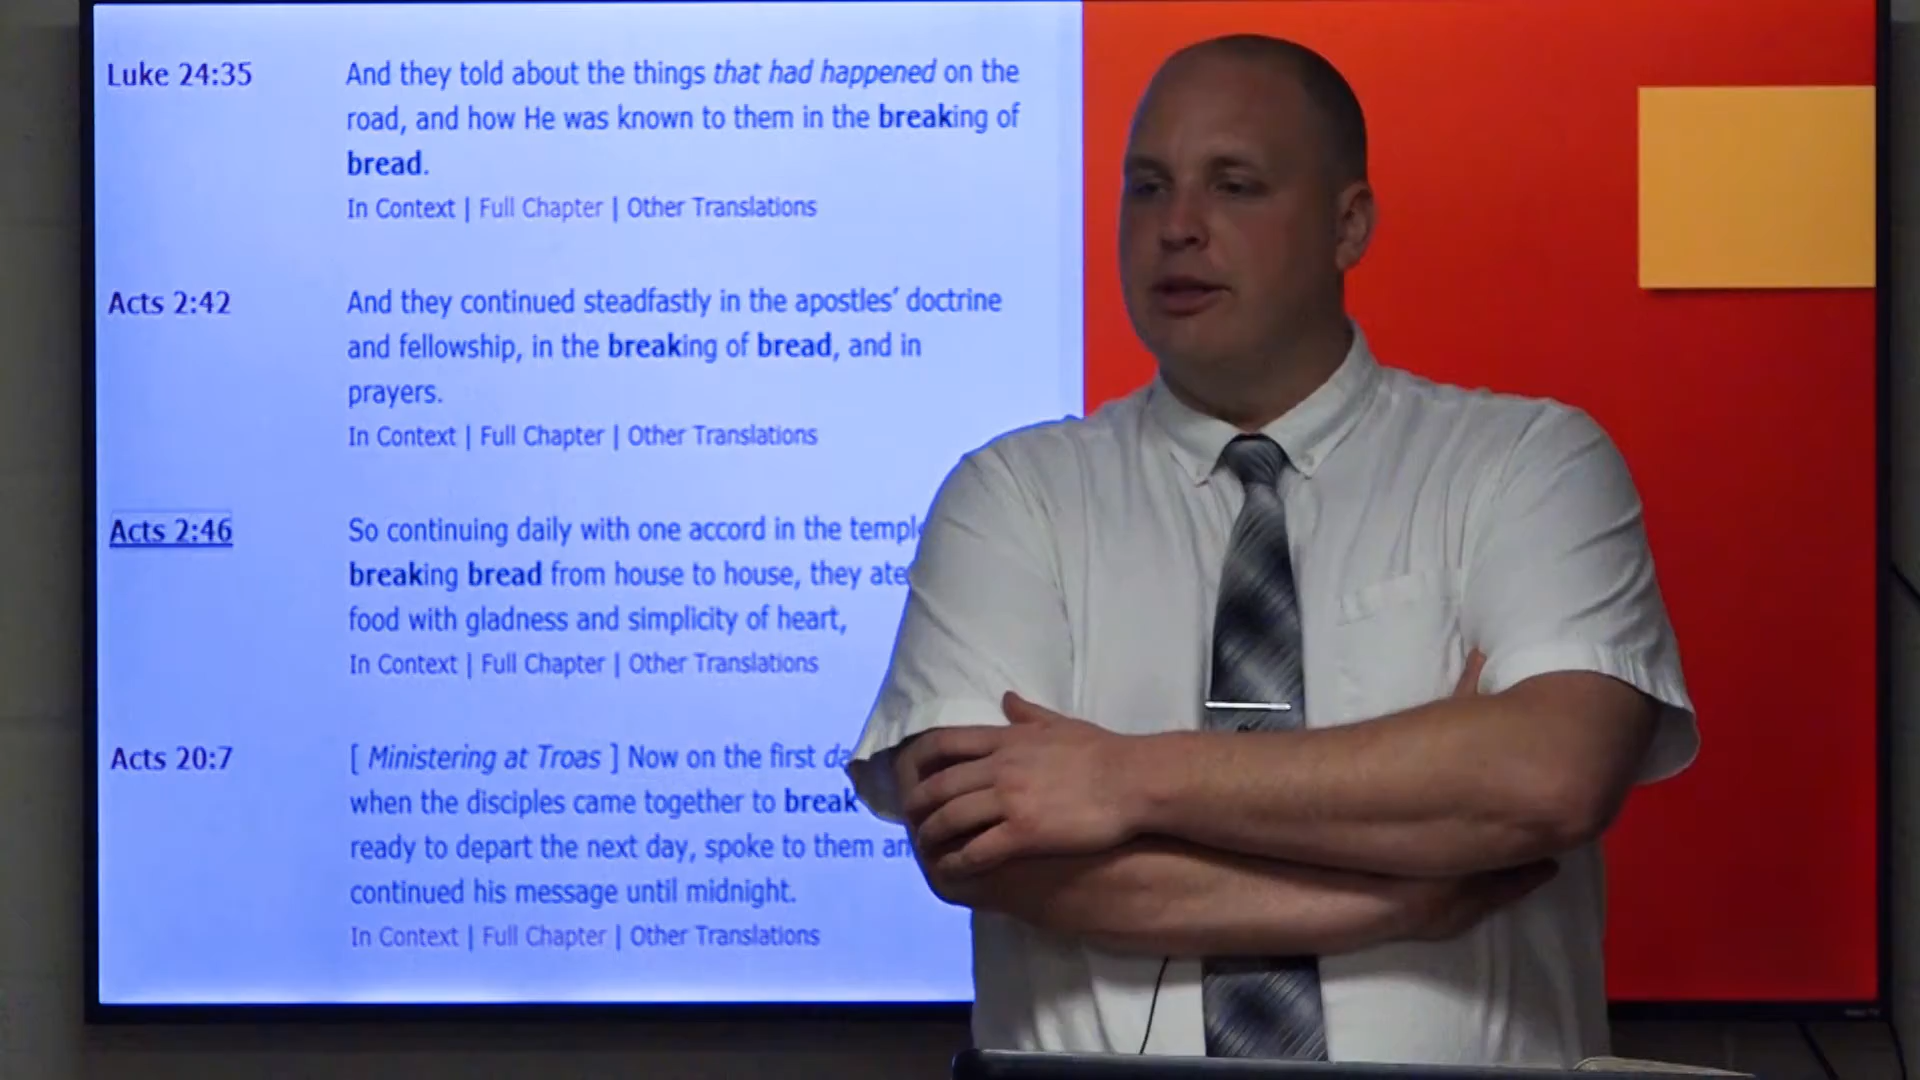 Luke 24:35 And they told about the things that had happened on the
road, and how He was known to them in the breaking of
bread.
In Context | Full Chapter | Other Translations
Acts 2:42 And they continued steadfastly in the apostles’ doctrine
and fellowship, in the breaking of bread, and in
prayers.
In Context | Full Chapter | Other Translations
Acts 2:46 So continuing daily with one accord in the temple
breaking bread from house to house, they ate
food with gladness and simplicity of heart,
In Context | Full Chapter | Other Translations
Acts 20:7 [ Ministering at Troas ] Now on the first
when the disciples came together to break
ready to depart the next day, spoke to them
continued his message until midnight.
In Context | Full Chapter | Other Translations